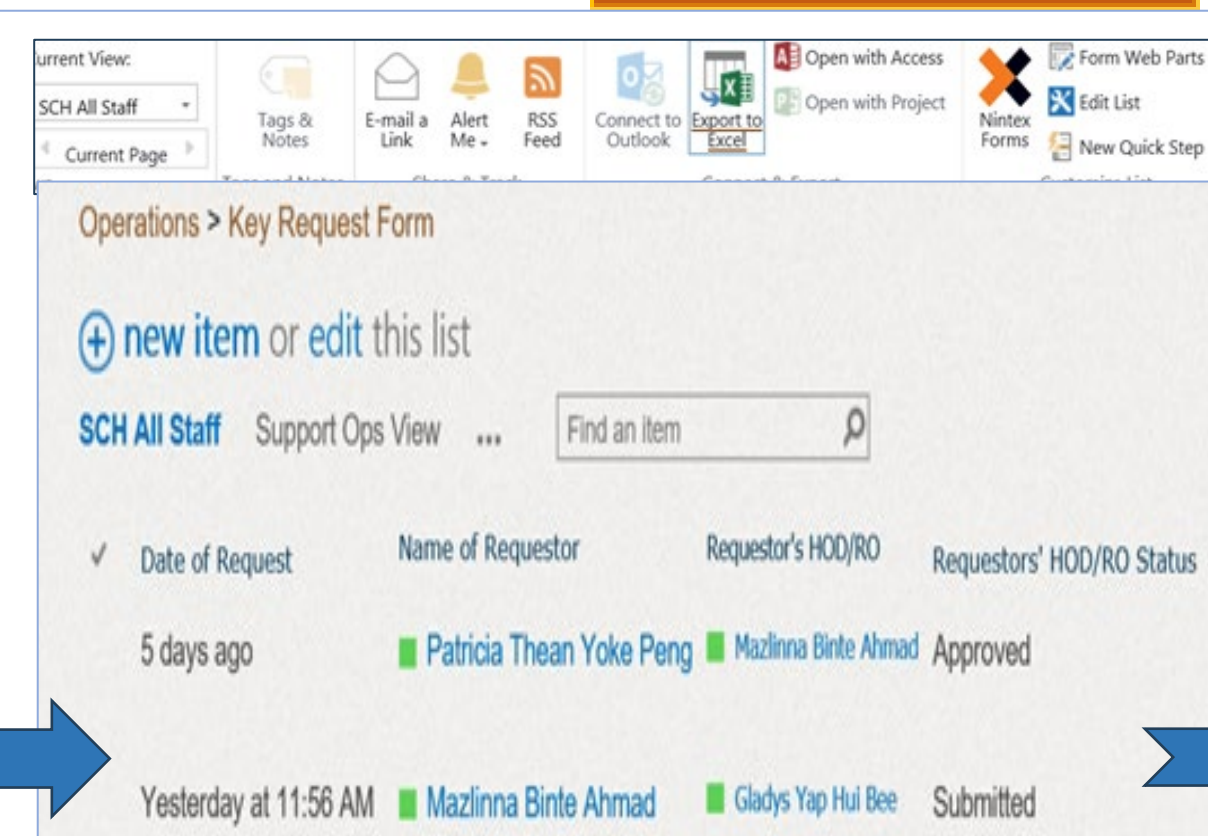 Current View:
SCH All Staff
Current Page
Tags & Notes
E-mail a Link
Alert Me
RSS Feed
Connect to Outlook
Export to Excel
Open with Access
Open with Project
Nintex Forms
Form Web Parts
Edit List
New Quick Step
Operations > Key Request Form
new item or edit this list
SCH All Staff Support Ops View ... Find an item
Date of Request Name of Requestor Requestor's HOD/RO Requestors' HOD/RO Status
5 days ago Patricia Thean Yoke Peng Mazlinna Binte Ahmad Approved
Yesterday at 11:56 AM Mazlinna Binte Ahmad Gladys Yap Hui Bee Submitted